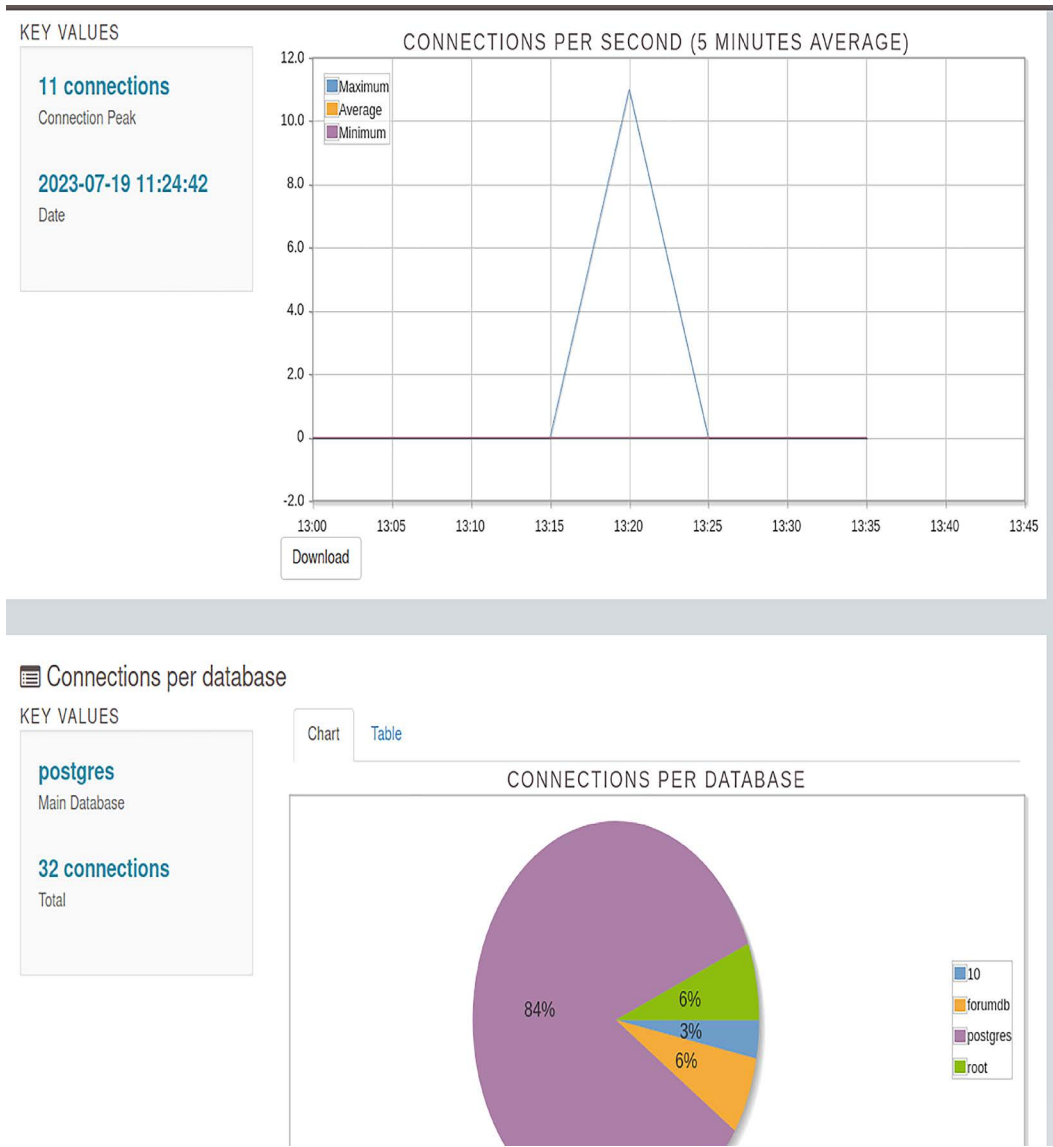 KEY VALUES
11 connections
Connection Peak
2023-07-19 11:24:42
Date
CONNECTIONS PER SECOND (5 MINUTES AVERAGE)
12.0
10.0
8.0
6.0
4.0
2.0
0
-2.0
Maximum
Average
Minimum
13:00 13:05 13:10 13:15 13:20 13:25 13:30 13:35 13:40 13:45
Download
Connections per database
KEY VALUES
postgres
Main Database
32 connections
Total
Chart Table
CONNECTIONS PER DATABASE
84%
6%
3%
6%
10
forumdb
postgres
root